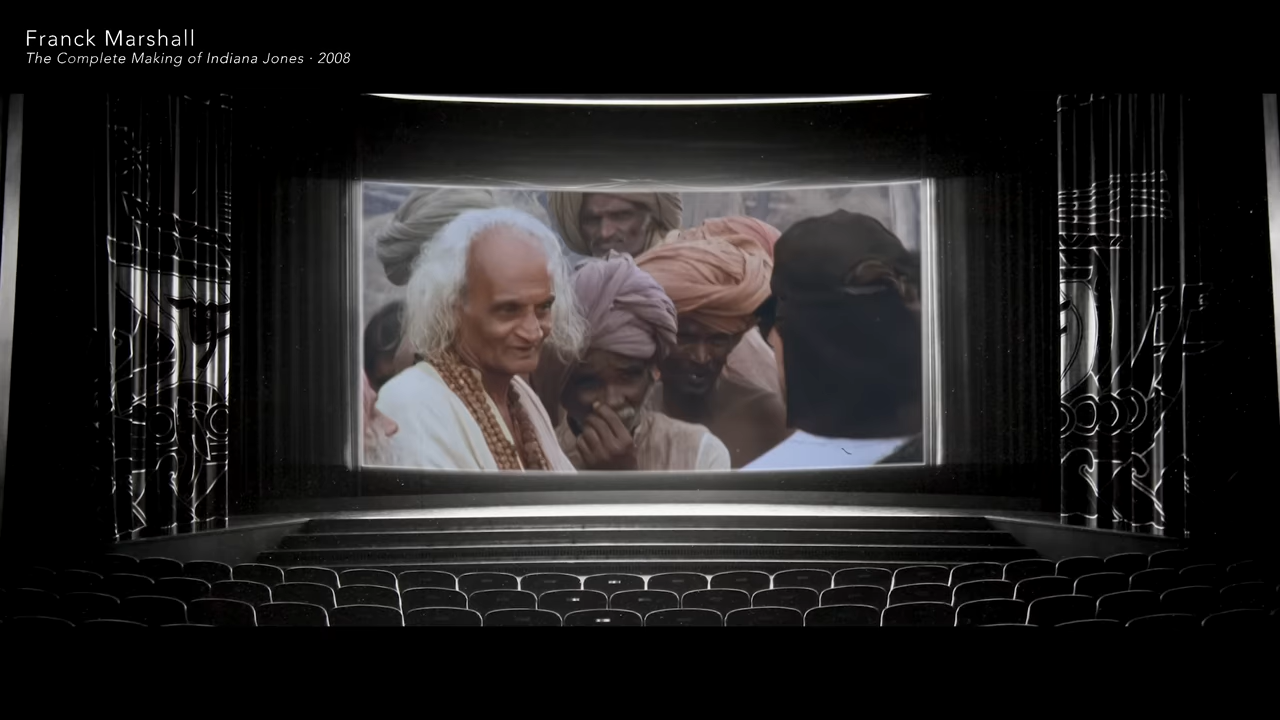 Franck Marshall
The Complete Making of Indiana Jones · 2008